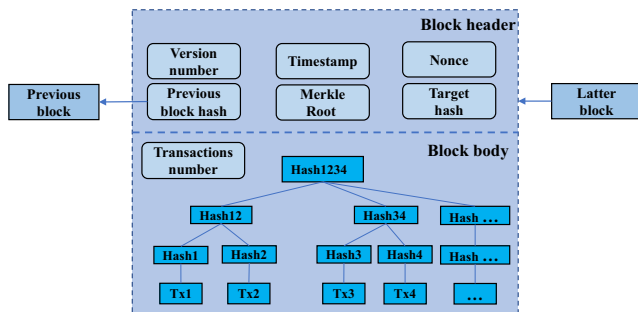 Block header
Version
number
Timestamp
Nonce
Previous
block
Previous
block hash
Merkle
Root
Target
hash
Latter
block
Block body
Transactions
number
Hash1234
Hash12
Hash34
Hash ...
Hash1
Hash2
Hash3
Hash4
Hash ...
Tx1
Tx2
Tx3
Tx4
...